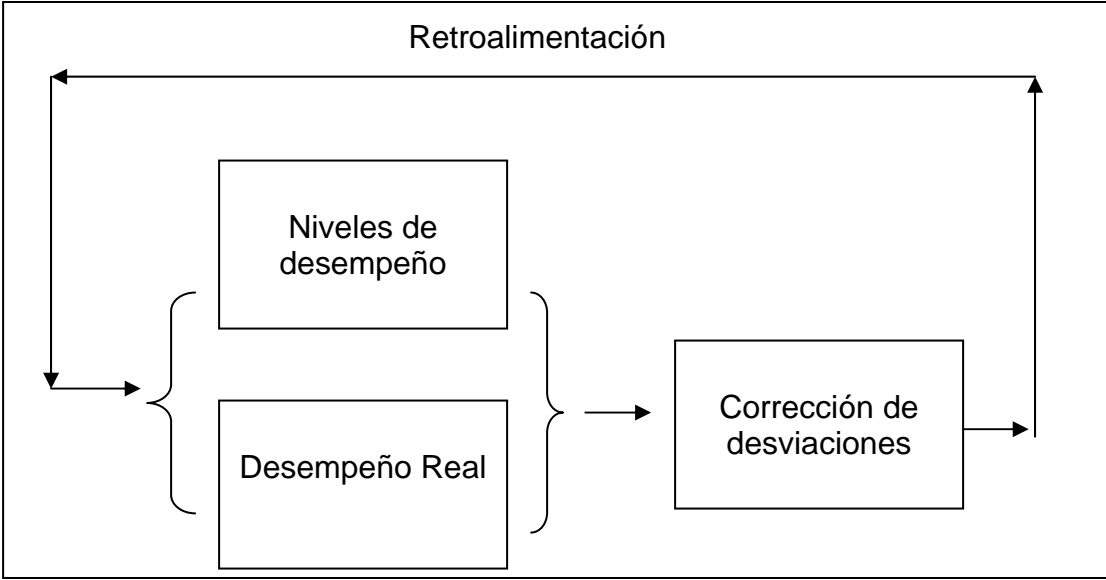 Retroalimentación
Niveles de
desempeño
Desempeño Real
Corrección de
desviaciones